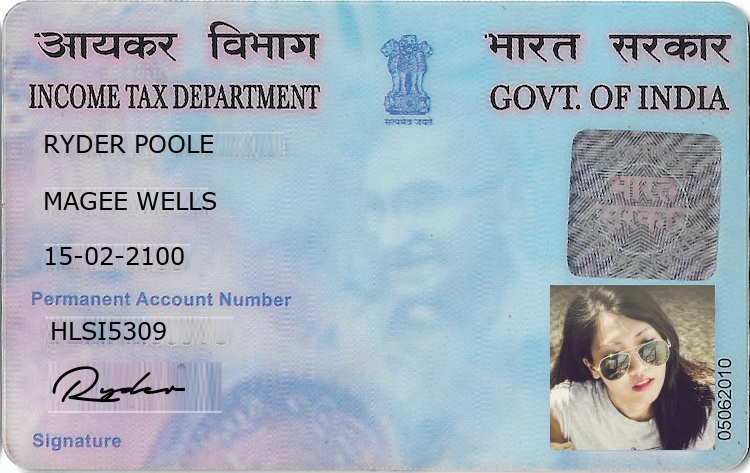 आयकर विभाग
भारत सरकार
INCOME TAX DEPARTMENT
GOVT. OF INDIA
सत्यमेव जयते
RYDER POOLE
भारत
सरकार
MAGEE WELLS
15-02-2100
Permanent Account Number
HLSI5309
Ryder
Signature
05062010